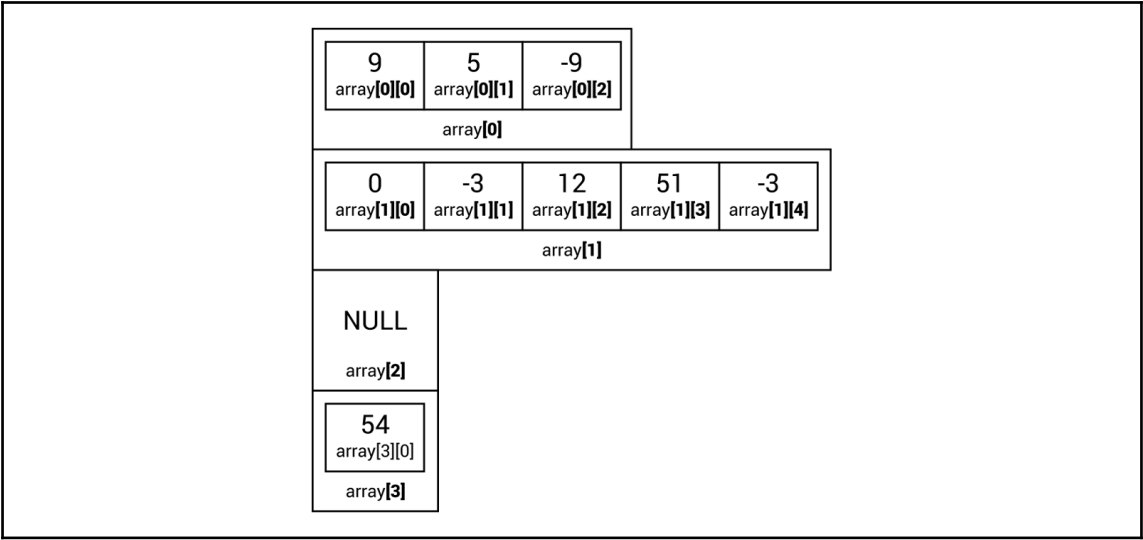 9 5 -9
array[0][0] array[0][1] array[0][2]
array[0]
0 -3 12 51 -3
array[1][0] array[1][1] array[1][2] array[1][3] array[1][4]
array[1]
NULL
array[2]
54
array[3][0]
array[3]